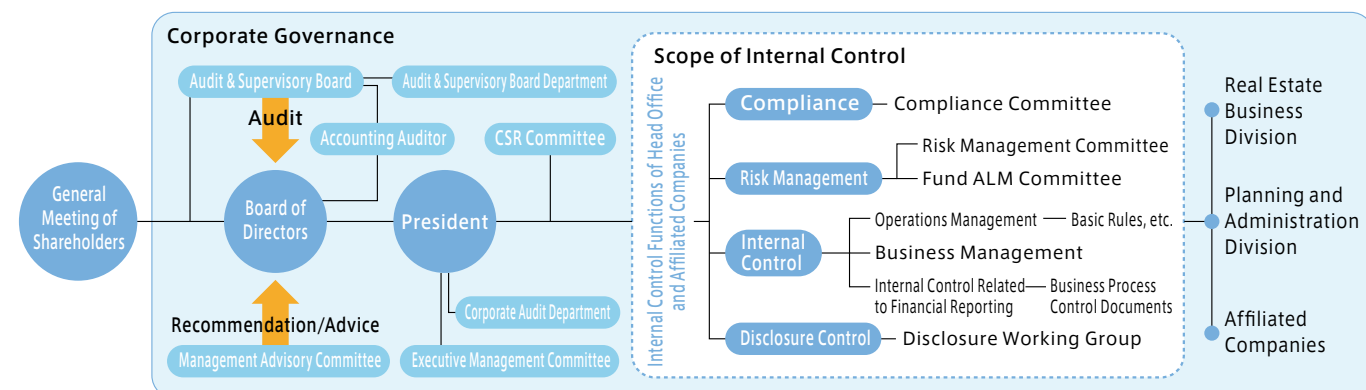 Corporate Governance
Audit & Supervisory Board
Audit & Supervisory Board Department
Audit
Accounting Auditor
CSR Committee
General
Meeting of
Shareholders
Board of
Directors
President
Corporate Audit Department
Recommendation/Advice
Management Advisory Committee
Executive Management Committee
Scope of Internal Control
Internal Control Functions of Head Office
and Affiliated Companies
Compliance
Compliance Committee
Risk Management
Risk Management Committee
Fund ALM Committee
Internal
Control
Operations Management
Basic Rules, etc.
Business Management
Internal Control Related
to Financial Reporting
Business Process
Control Documents
Disclosure Control
Disclosure Working Group
Real Estate
Business
Division
Planning and
Administration
Division
Affiliated
Companies